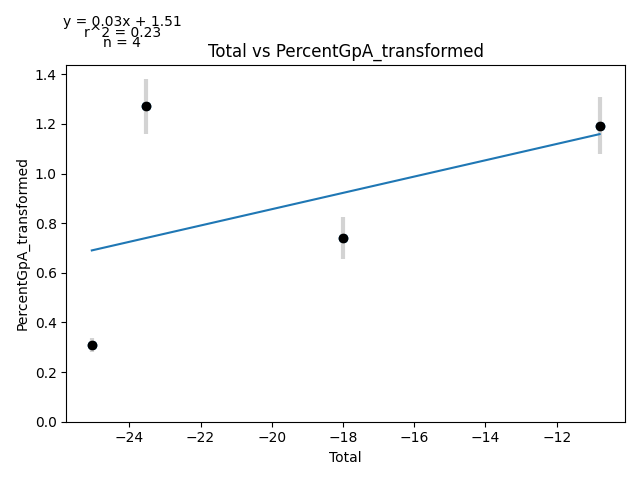 y = 0.03x + 1.51
r^2 = 0.23
n = 4
Total vs PercentGpA_transformed
1.4
1.2
1.0
0.8
0.6
0.4
0.2
0.0
PercentGpA_transformed
−24 −22 −20 −18 −16 −14 −12
Total